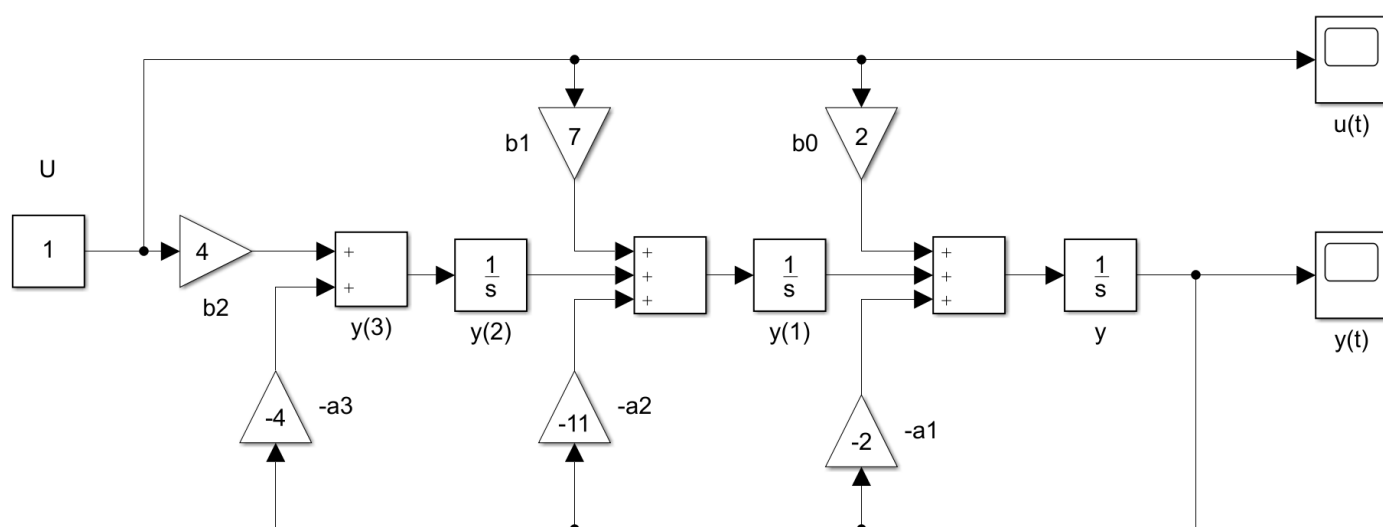 u(t)
b1
7
b0
2
U
1
4
b2
+
+
y(3)
1
s
y(2)
+
+
+
1
s
y(1)
+
+
+
1
s
y
y(t)
-4
-a3
-11
-a2
-2
-a1